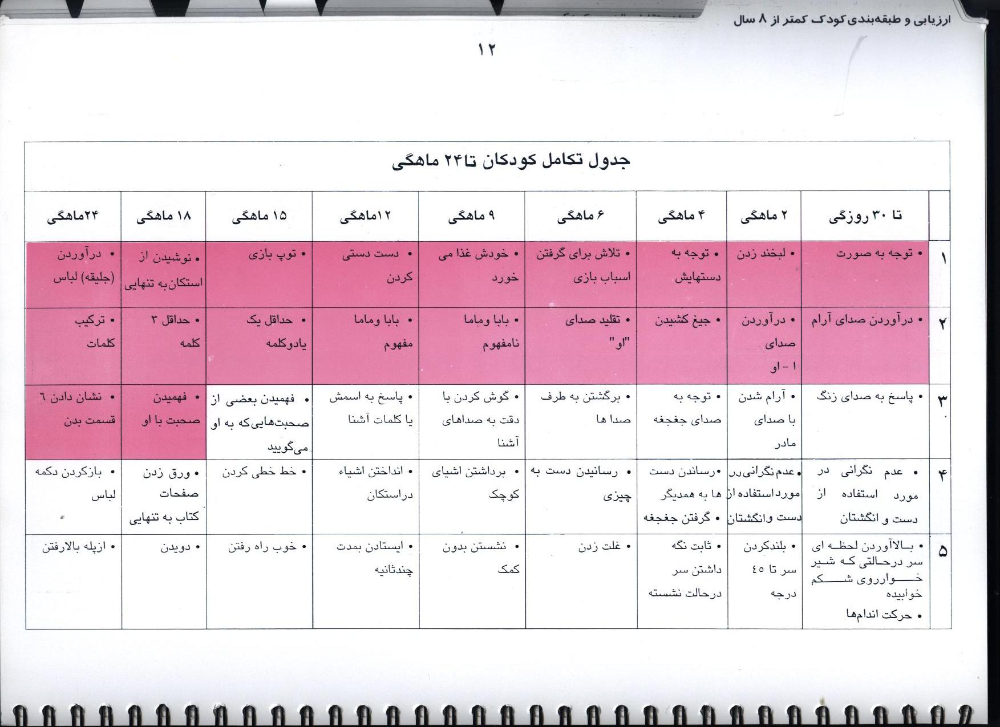 ارزیابی و طبقه‌بندی کودک کمتر از ۸ سال
۱۲
جدول تکامل کودکان تا۲۴ ماهگی
تا ۳۰ روزگی
۲ ماهگی
۴ ماهگی
۶ ماهگی
۹ ماهگی
۱۲ماهگی
۱۵ ماهگی
۱۸ ماهگی
۲۴ماهگی
۱
• توجه به صورت
• لبخند زدن
• توجه به
دستهایش
• تلاش برای گرفتن
اسباب بازی
• خودش غذا می
خورد
• دست دستی
کردن
• توپ بازی
• نوشیدن از
استکان‌به تنهایی
• درآوردن
(جلیقه) لباس
۲
• درآوردن صدای آرام
• درآوردن
صدای
ا - او
• جیغ کشیدن
• تقلید صدای
"او"
• بابا وماما
نامفهوم
• بابا وماما
مفهوم
• حداقل یک
یادوکلمه
• حداقل ۳
کلمه
• ترکیب
کلمات
۳
• پاسخ به صدای زنگ
• آرام شدن
با صدای
مادر
• توجه به
صدای جغجغه
• برگشتن به طرف
صدا ها
• گوش کردن با
دقت به صداهای
آشنا
• پاسخ به اسمش
یا کلمات آشنا
• فهمیدن بعضی از
صحبت‌هایی‌که به او
می‌گویید
• فهمیدن
صحبت با او
• نشان دادن ٦
قسمت بدن
۴
• عدم نگرانی در
مورد استفاده از
دست و انگشتان
• عدم نگرانی‌در
مورد استفاده از
دست وانگشتان
• رساندن دست
ها به همدیگر
• گرفتن جغجغه
• رسانیدن دست به
چیزی
• برداشتن اشیای
کوچک
• انداختن اشیاء
دراستکان
• خط خطی کردن
• ورق زدن
صفحات
کتاب به تنهایی
• بازکردن دکمه
لباس
۵
• بالاآوردن لحظه ای
سر درحالتی که شیر
خوارروی شکم
خوابیده
• حرکت اندام‌ها
• بلندکردن
سر تا ٤٥
درجه
• ثابت نگه
داشتن سر
درحالت نشسته
• غلت زدن
• نشستن بدون
کمک
• ایستادن بمدت
چندثانیه
• خوب راه رفتن
• دویدن
• ازپله بالارفتن